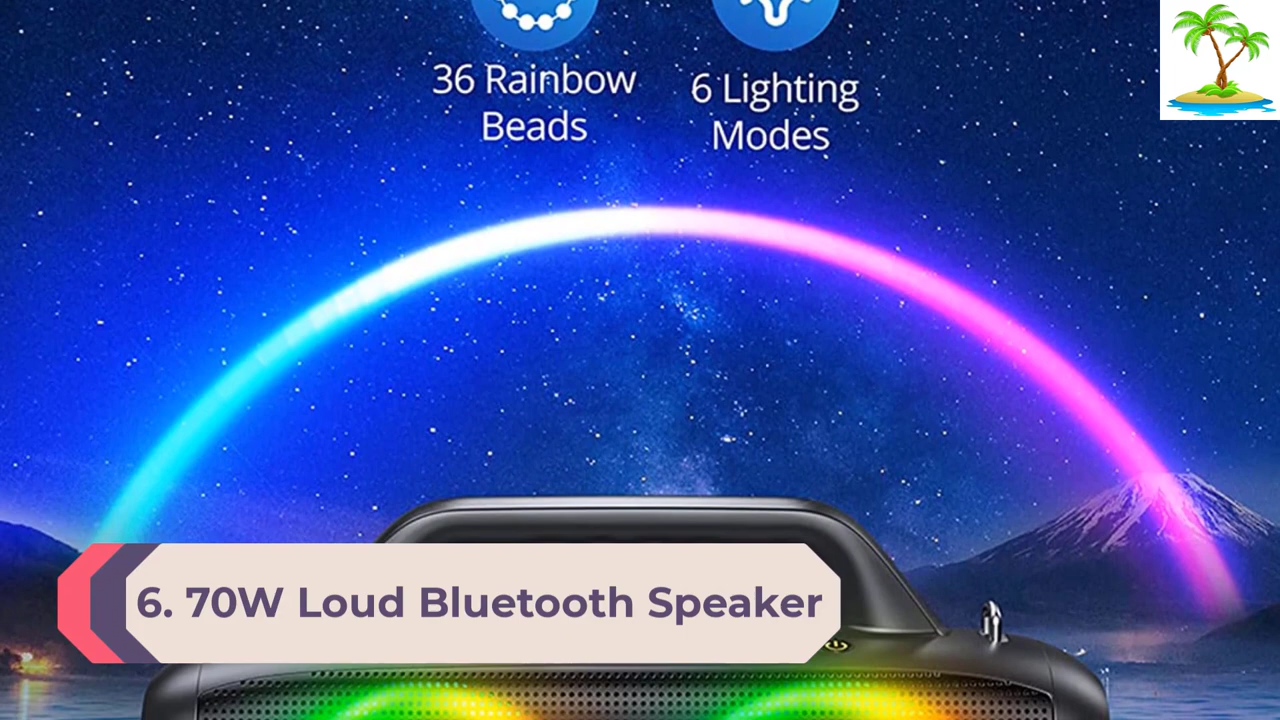 36 Rainbow
Beads
6 Lighting
Modes
6. 70W Loud Bluetooth Speaker